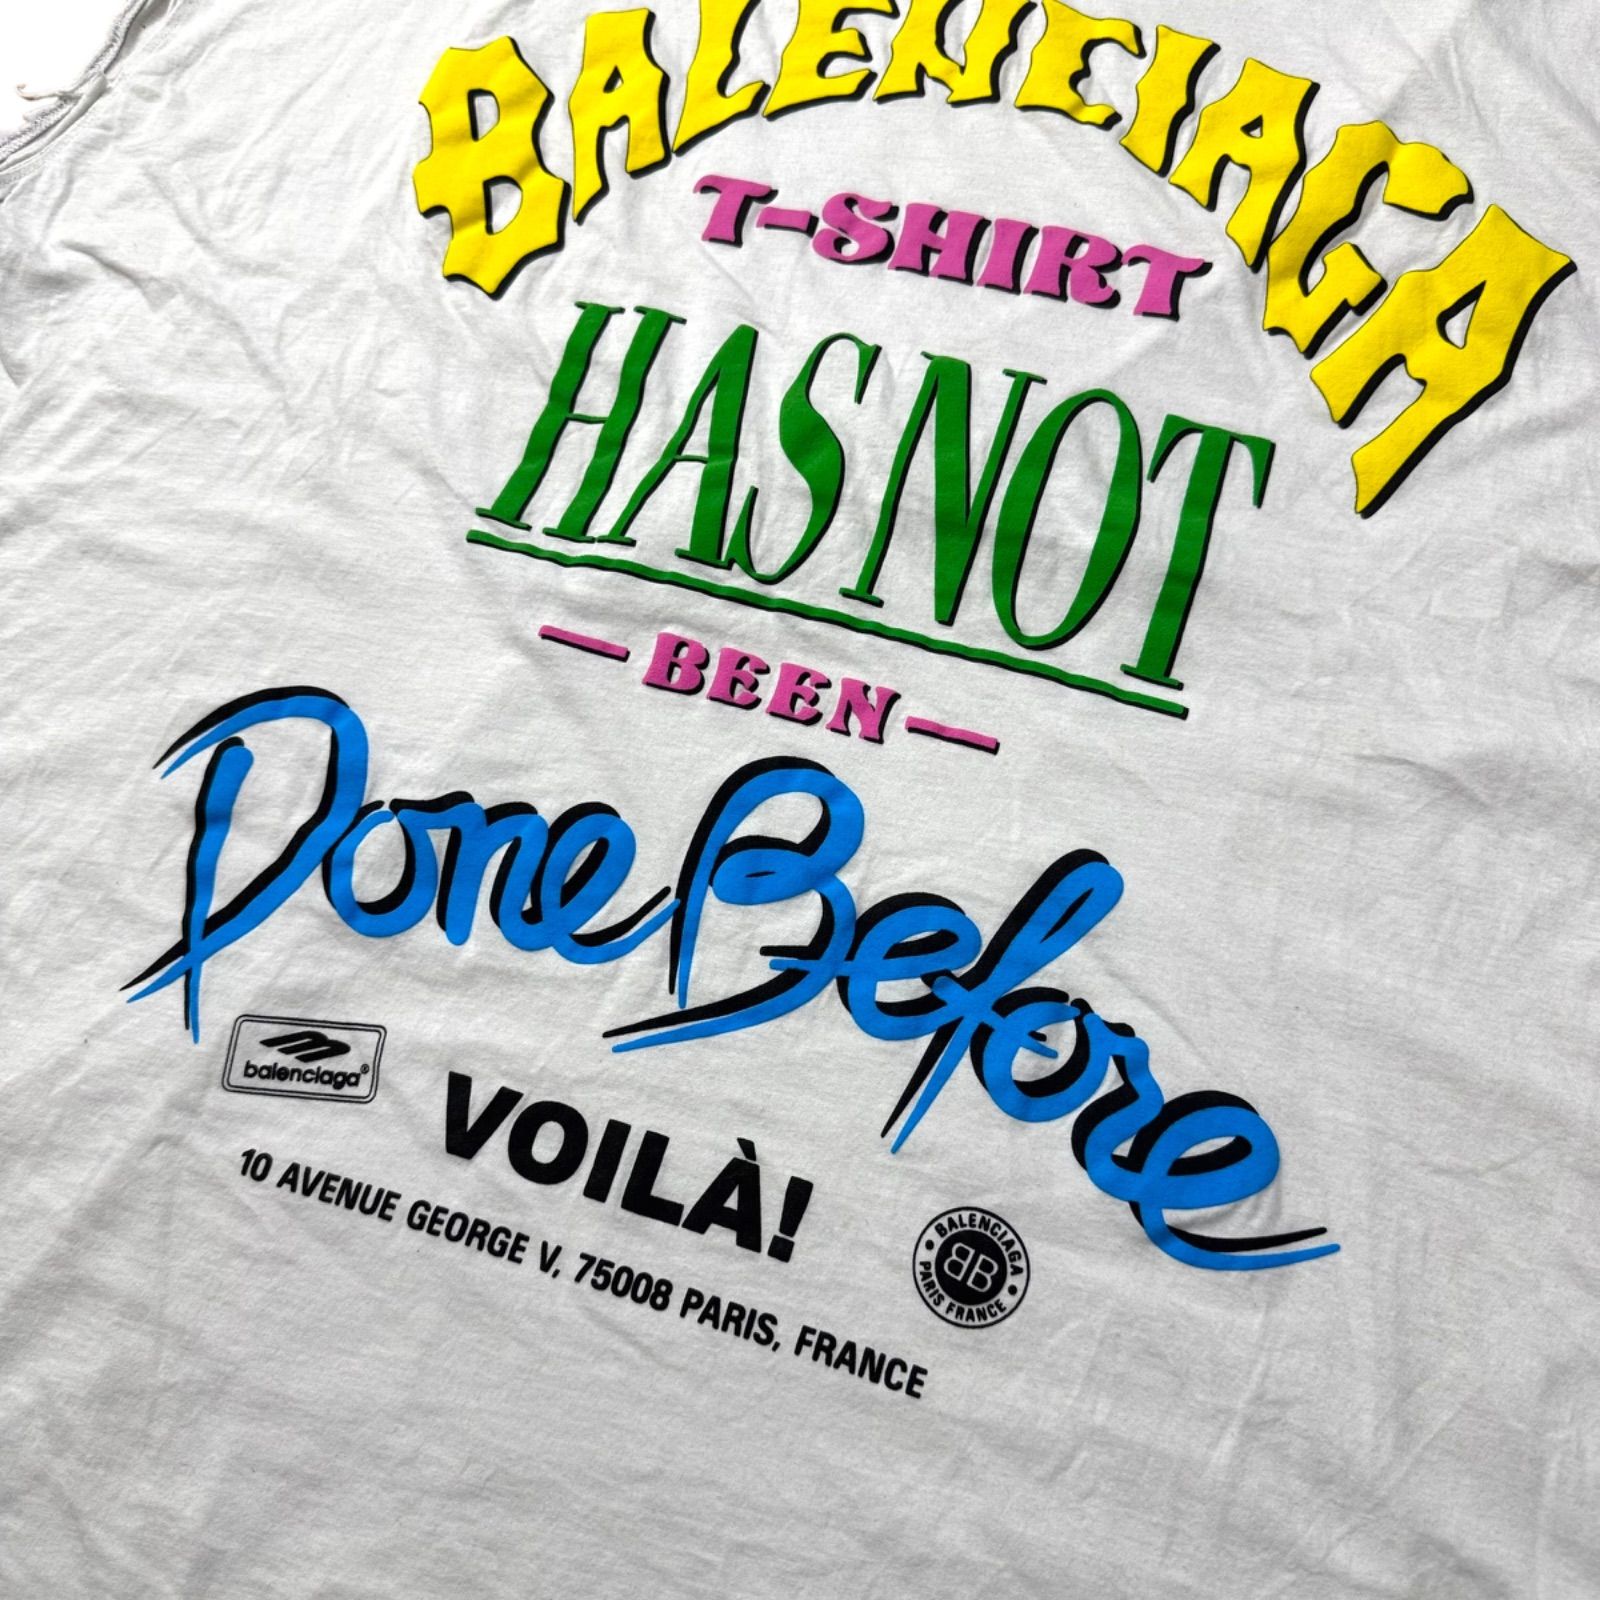 BALENCIAGA
T-SHIRT
HAS NOT
— BEEN —
Done Before
balenciaga®
VOILÀ!
10 AVENUE GEORGE V, 75008 PARIS, FRANCE
BALENCIAGA
BB
PARIS FRANCE